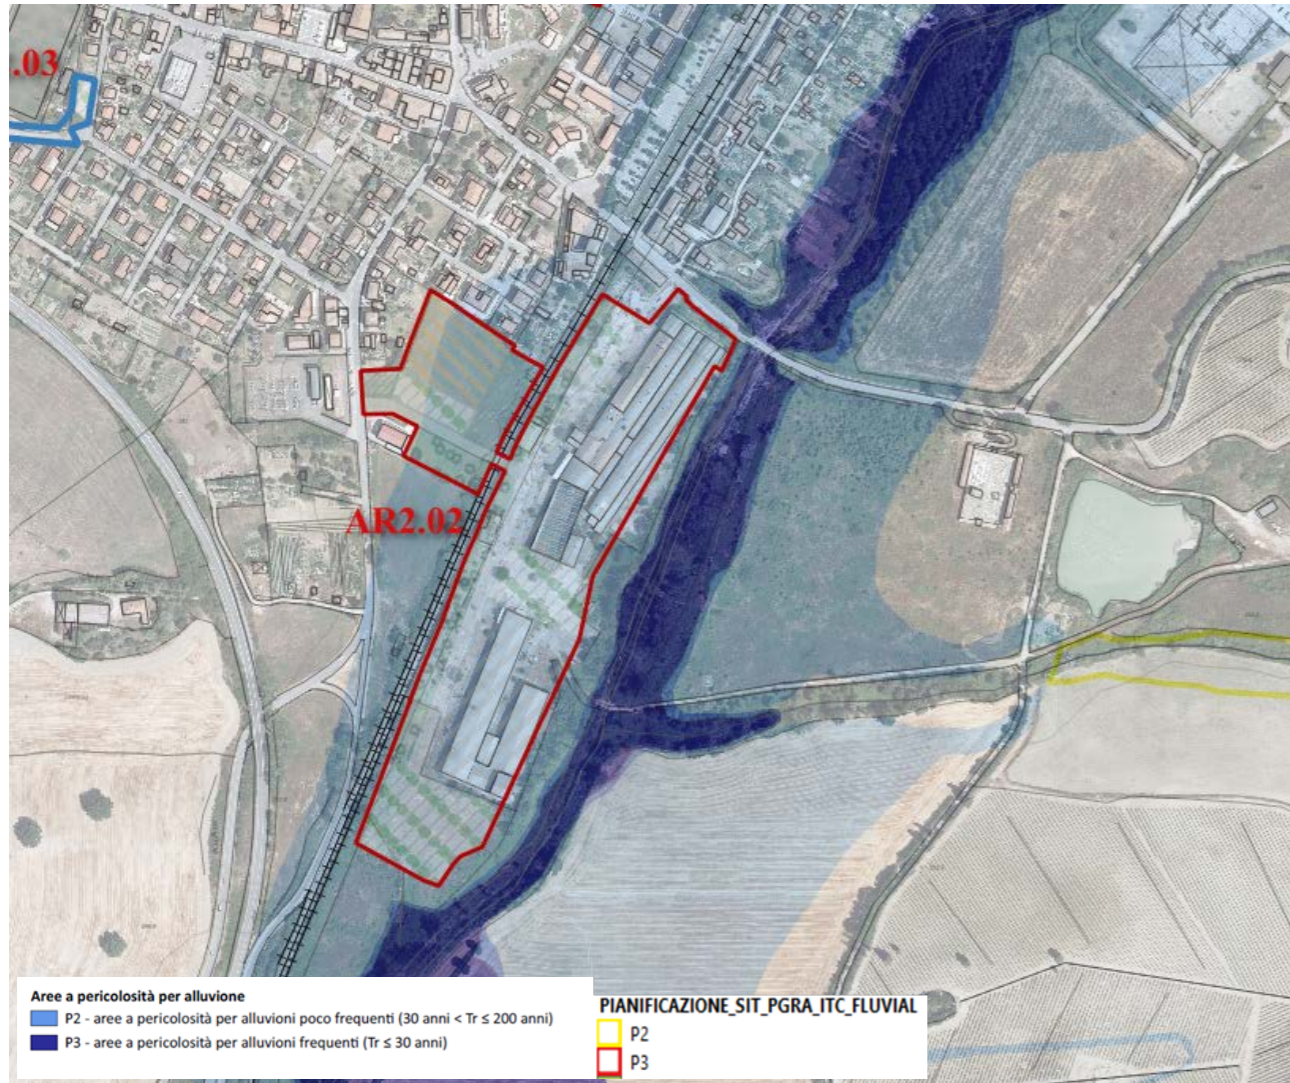 .03
AR2.02
Aree a pericolosità per alluvione
P2 - aree a pericolosità per alluvioni poco frequenti (30 anni < Tr ≤ 200 anni)
P3 - aree a pericolosità per alluvioni frequenti (Tr ≤ 30 anni)
PIANIFICAZIONE_SIT_PGRA_ITC_FLUVIAL
P2
P3